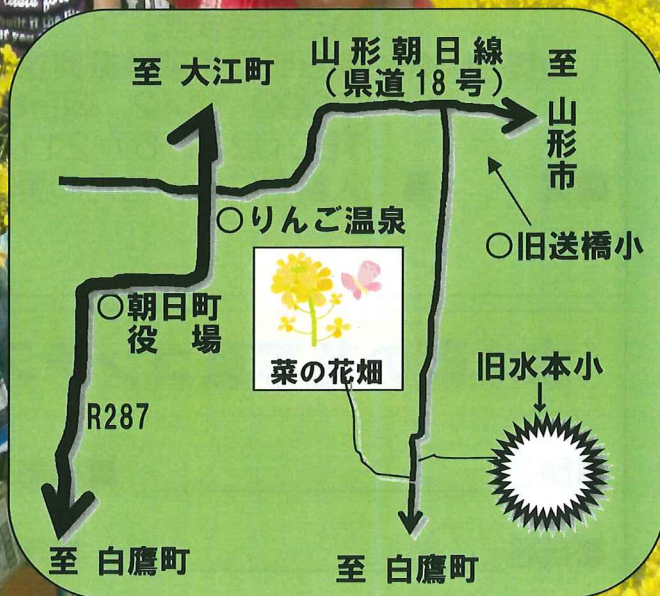 至 大江町
山形朝日線
(県道18号)
至
山形市
○りんご温泉
○旧送橋小
○朝日町
役 場
菜の花畑
旧水本小
↓
R287
至 白鷹町
至 白鷹町